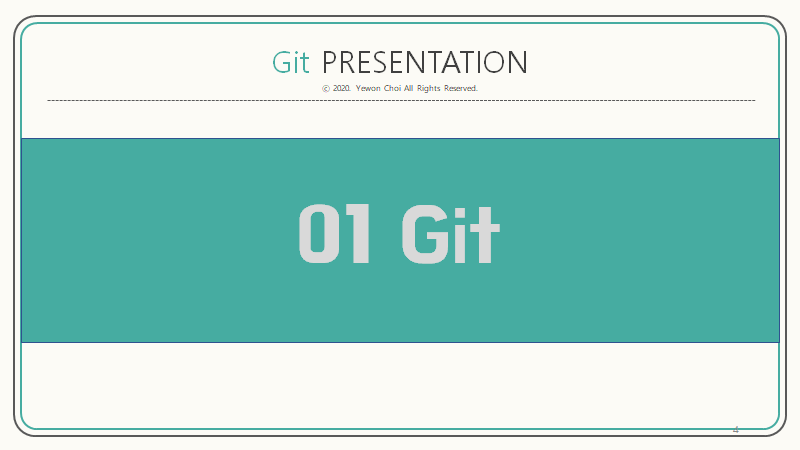 Git PRESENTATION
© 2020. Yewon Choi All Rights Reserved.
01 Git
4